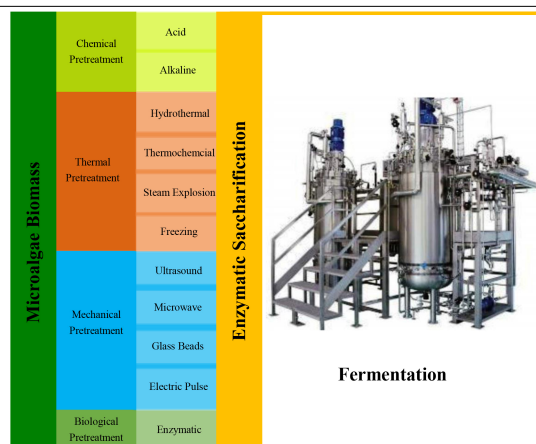 Microalgae Biomass
Chemical
Pretreatment
Acid
Alkaline
Thermal
Pretreatment
Hydrothermal
Thermochemcial
Steam Explosion
Freezing
Mechanical
Pretreatment
Ultrasound
Microwave
Glass Beads
Electric Pulse
Biological
Pretreatment
Enzymatic
Enzymatic Saccharification
Fermentation